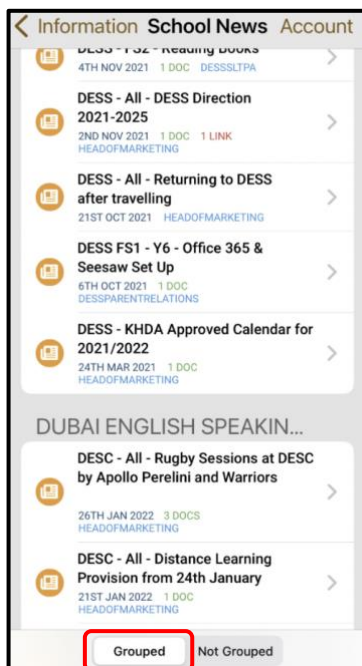 Information School News Account
DESS - FS2 - Reading Books
4TH NOV 2021 1 DOC DESSSLTPA
DESS - All - DESS Direction
2021-2025
2ND NOV 2021 1 DOC 1 LINK
HEADOFMARKETING
DESS - All - Returning to DESS
after travelling
21ST OCT 2021 HEADOFMARKETING
DESS FS1 - Y6 - Office 365 &
Seesaw Set Up
6TH OCT 2021 1 DOC
DESSPARENTRELATIONS
DESS - KHDA Approved Calendar for
2021/2022
24TH MAR 2021 1 DOC
HEADOFMARKETING
DUBAI ENGLISH SPEAKIN...
DESC - All - Rugby Sessions at DESC
by Apollo Perelini and Warriors
26TH JAN 2022 3 DOCS
HEADOFMARKETING
DESC - All - Distance Learning
Provision from 24th January
21ST JAN 2022 1 DOC
HEADOFMARKETING
Grouped Not Grouped